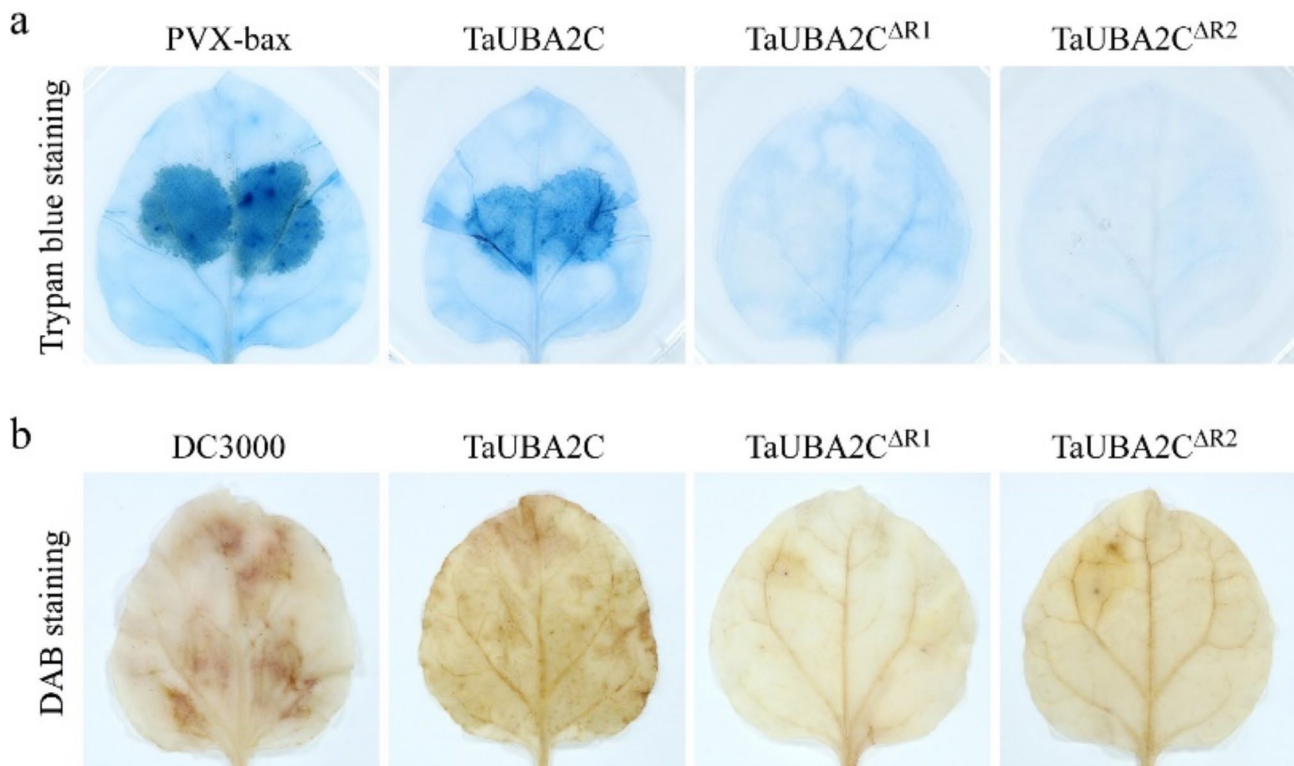 a
PVX-bax TaUBA2C TaUBA2C^ΔR1 TaUBA2C^ΔR2
Trypan blue staining
b
DC3000 TaUBA2C TaUBA2C^ΔR1 TaUBA2C^ΔR2
DAB staining